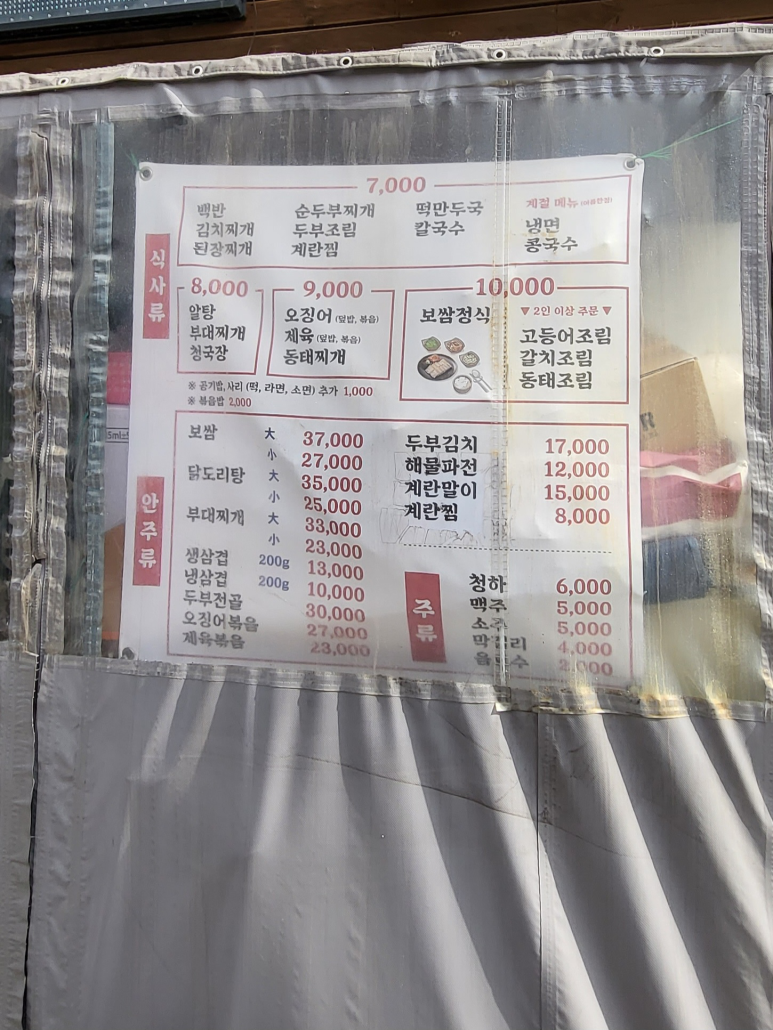 식사류
7,000
백반 순두부찌개 떡만두국 계절 메뉴
김치찌개 두부조림 칼국수 냉면
된장찌개 계란찜 콩국수
8,000
알탕
부대찌개
청국장
9,000
오징어 (덮밥, 볶음)
제육 (덮밥, 볶음)
동태찌개
10,000
보쌈정식
▼ 2인 이상 주문 ▼
고등어조림
갈치조림
동태조림
※ 공기밥,사리 (떡, 라면, 소면) 추가 1,000
※ 볶음밥 2,000
안주류
보쌈 大 37,000
小 27,000
닭도리탕 大 35,000
小 25,000
부대찌개 大 33,000
小 23,000
생삼겹 200g 13,000
냉삼겹 200g 10,000
두부전골 30,000
오징어볶음 27,000
제육볶음 23,000
두부김치 17,000
해물파전 12,000
계란말이 15,000
계란찜 8,000
주류
청하 6,000
맥주 5,000
소주 5,000
막걸리 4,000
음료수 2,000